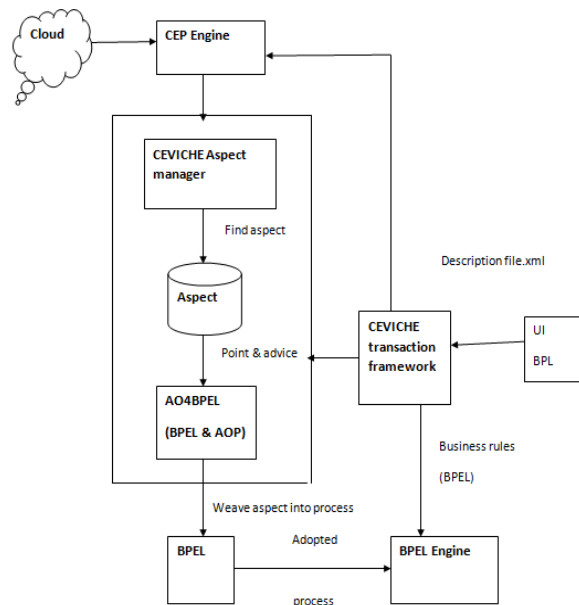 Cloud
CEP Engine
CEVICHE Aspect
manager
Find aspect
Description file.xml
Aspect
CEVICHE
transaction
framework
UI
BPL
Point & advice
AO4BPEL
(BPEL & AOP)
Business rules
(BPEL)
Weave aspect into process
BPEL
Adopted
BPEL Engine
process